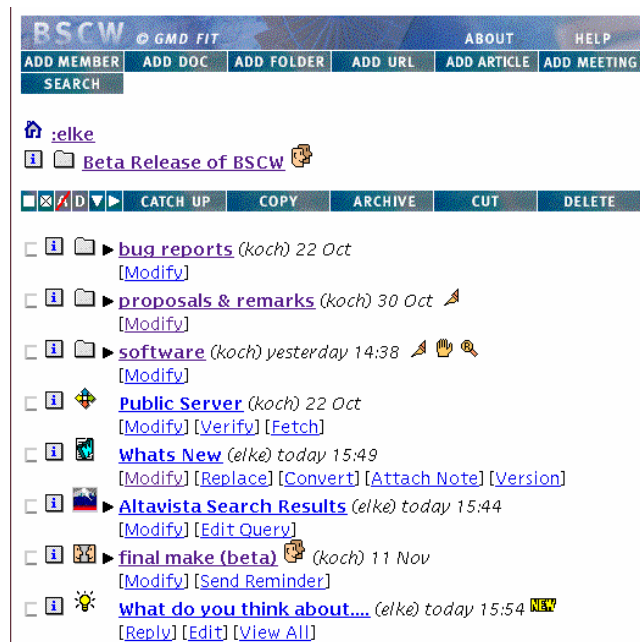 BSCW © GMD FIT ABOUT HELP
ADD MEMBER ADD DOC ADD FOLDER ADD URL ADD ARTICLE ADD MEETING
SEARCH
:elke
i Beta Release of BSCW
A D CATCH UP COPY ARCHIVE CUT DELETE
i bug reports (koch) 22 Oct
[Modify]
i proposals & remarks (koch) 30 Oct
[Modify]
i software (koch) yesterday 14:38 R
[Modify]
i Public Server (koch) 22 Oct
[Modify] [Verify] [Fetch]
i Whats New (elke) today 15:49
[Modify] [Replace] [Convert] [Attach Note] [Version]
i Altavista Search Results (elke) today 15:44
[Modify] [Edit Query]
i final make (beta) (koch) 11 Nov
[Modify] [Send Reminder]
i What do you think about.... (elke) today 15:54 NEW
[Reply] [Edit] [View All]